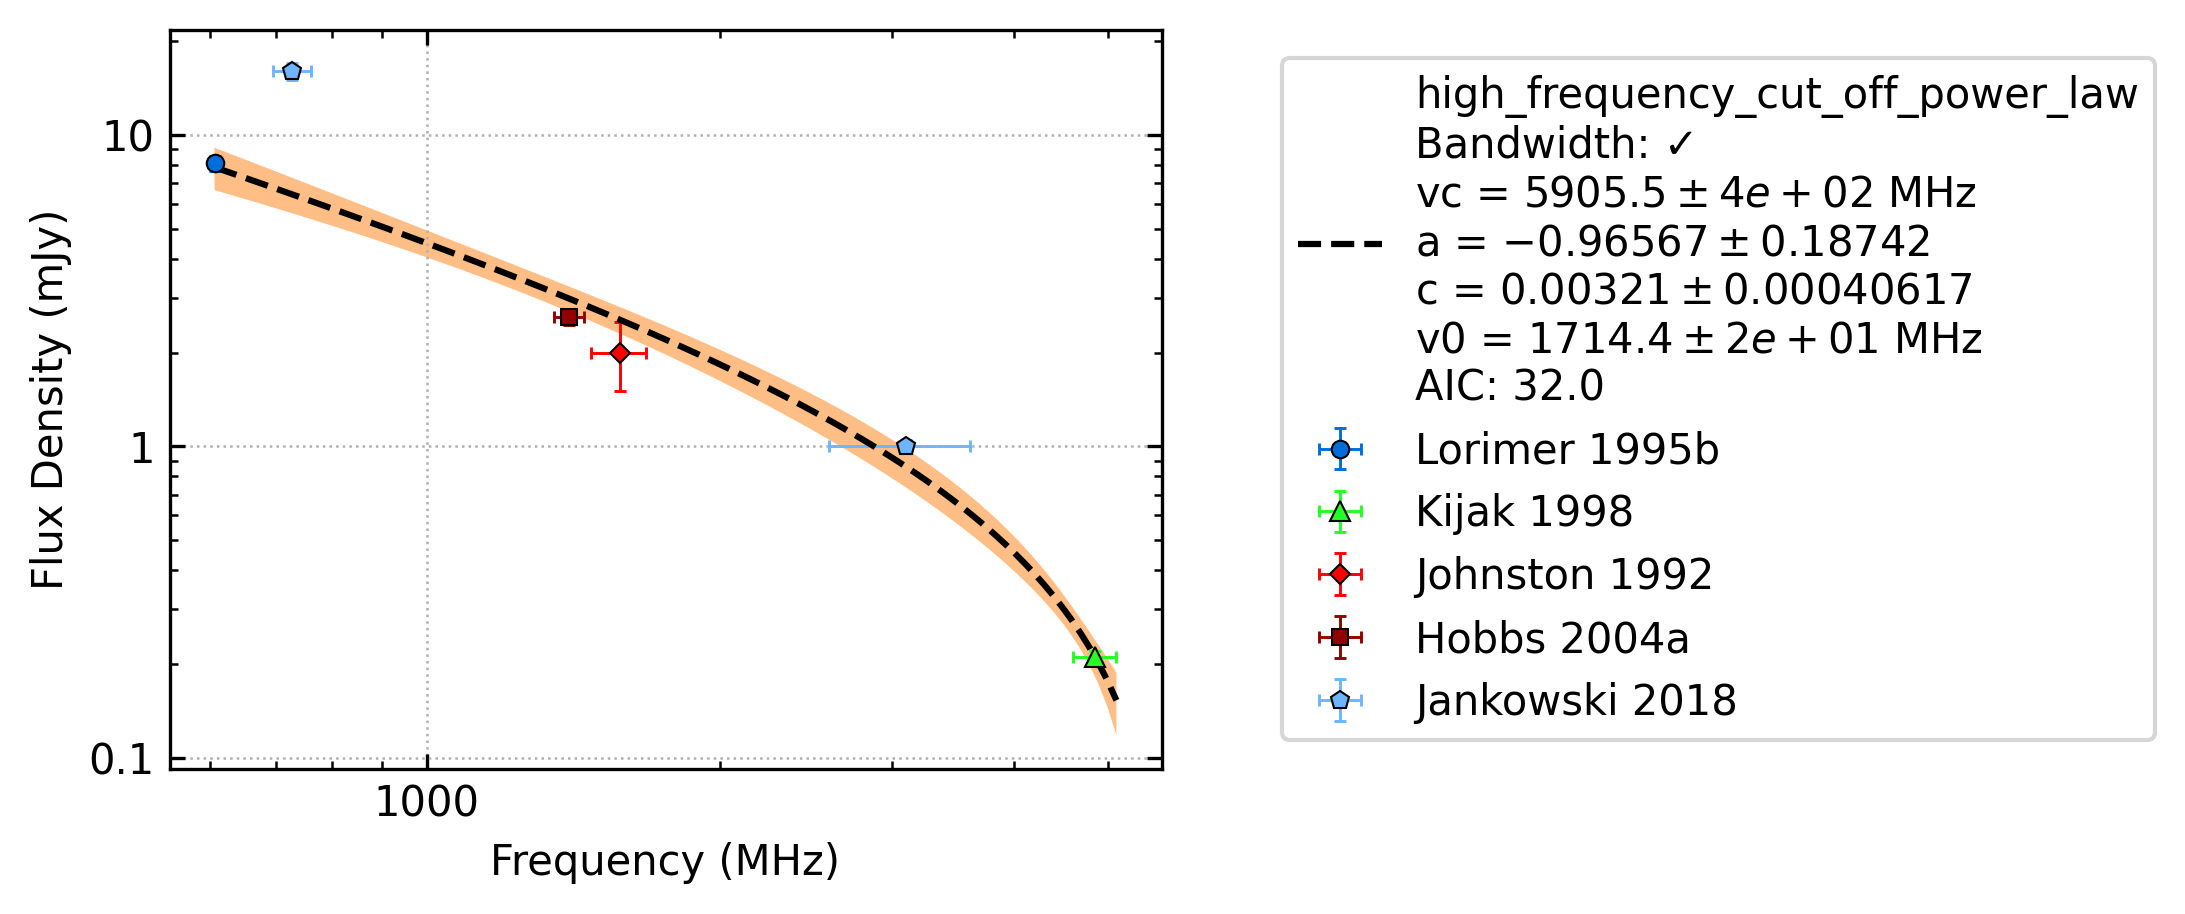 10
1
0.1
1000
Flux Density (mJy)
Frequency (MHz)
high_frequency_cut_off_power_law
Bandwidth: ✓
vc = 5905.5 ± 4e + 02 MHz
a = −0.96567 ± 0.18742
c = 0.00321 ± 0.00040617
v0 = 1714.4 ± 2e + 01 MHz
AIC: 32.0
Lorimer 1995b
Kijak 1998
Johnston 1992
Hobbs 2004a
Jankowski 2018